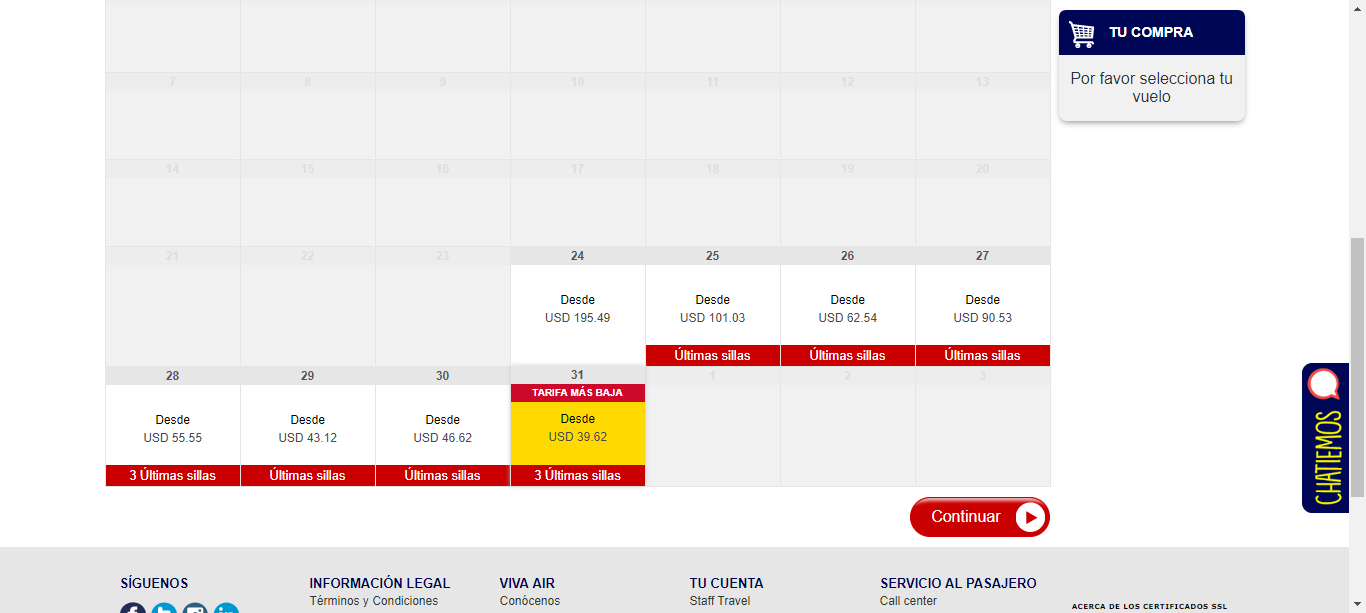 TU COMPRA
Por favor selecciona tu
vuelo
7 8 9 10 11 12 13
14 15 16 17 18 19 20
21 22 23 24 25 26 27
Desde Desde Desde Desde
USD 195.49 USD 101.03 USD 62.54 USD 90.53
Últimas sillas Últimas sillas Últimas sillas
28 29 30 31 1 2 3
TARIFA MÁS BAJA
Desde Desde Desde Desde
USD 55.55 USD 43.12 USD 46.62 USD 39.62
3 Últimas sillas Últimas sillas Últimas sillas 3 Últimas sillas
CHATIEMOS
Continuar
SÍGUENOS INFORMACIÓN LEGAL VIVA AIR TU CUENTA SERVICIO AL PASAJERO
Términos y Condiciones Conócenos Staff Travel Call center
ACERCA DE LOS CERTIFICADOS SSL